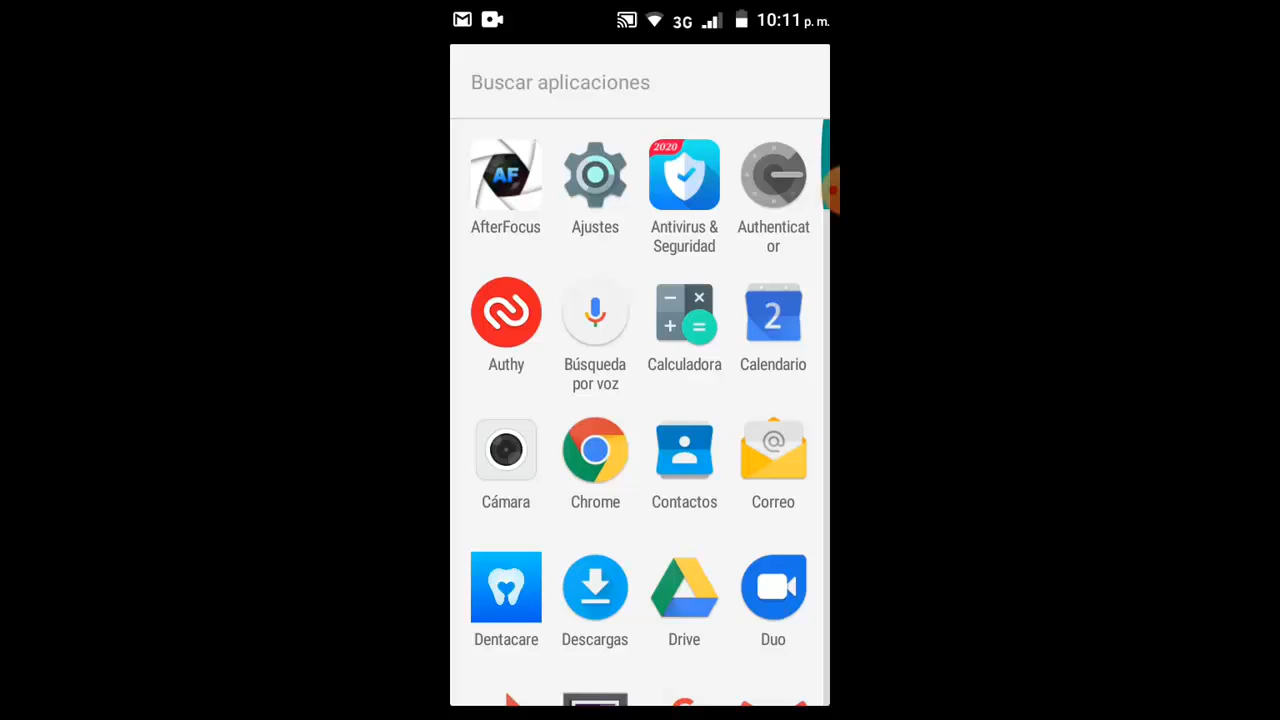 3G 10:11 p. m.
Buscar aplicaciones
2020
AF
AfterFocus Ajustes Antivirus & Authenticat
Seguridad or
2
Authy Búsqueda Calculadora Calendario
por voz
@
Cámara Chrome Contactos Correo
Dentacare Descargas Drive Duo